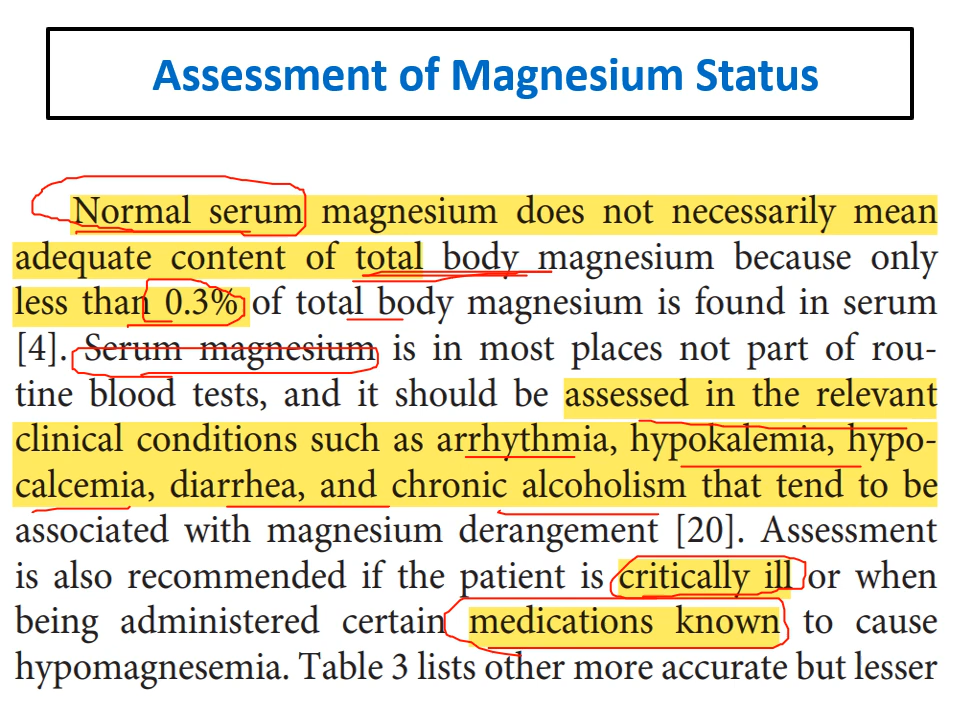 Assessment of Magnesium Status
Normal serum magnesium does not necessarily mean
adequate content of total body magnesium because only
less than 0.3% of total body magnesium is found in serum
[4]. Serum magnesium is in most places not part of rou-
tine blood tests, and it should be assessed in the relevant
clinical conditions such as arrhythmia, hypokalemia, hypo-
calcemia, diarrhea, and chronic alcoholism that tend to be
associated with magnesium derangement [20]. Assessment
is also recommended if the patient is critically ill or when
being administered certain medications known to cause
hypomagnesemia. Table 3 lists other more accurate but lesser